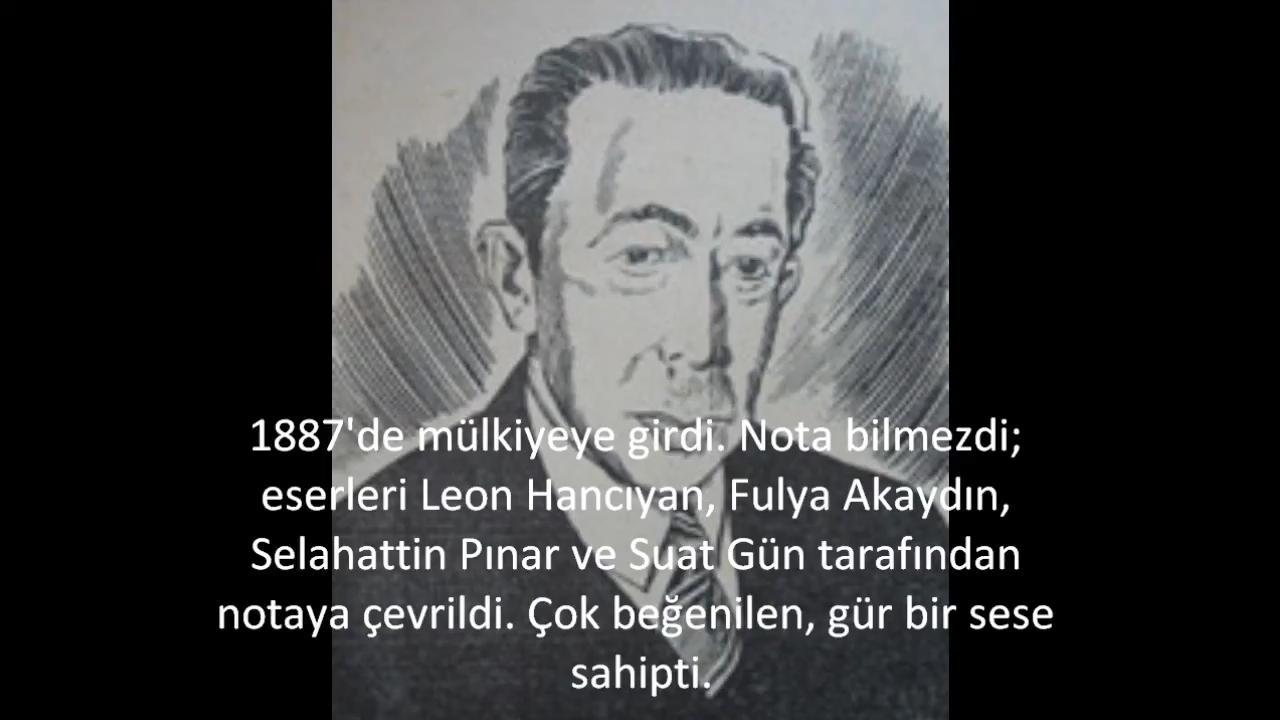 1887'de mülkiyeye girdi. Nota bilmezdi;
eserleri Leon Hancıyan, Fulya Akaydın,
Selahattin Pınar ve Suat Gün tarafından
notaya çevrildi. Çok beğenilen, gür bir sese
sahipti.